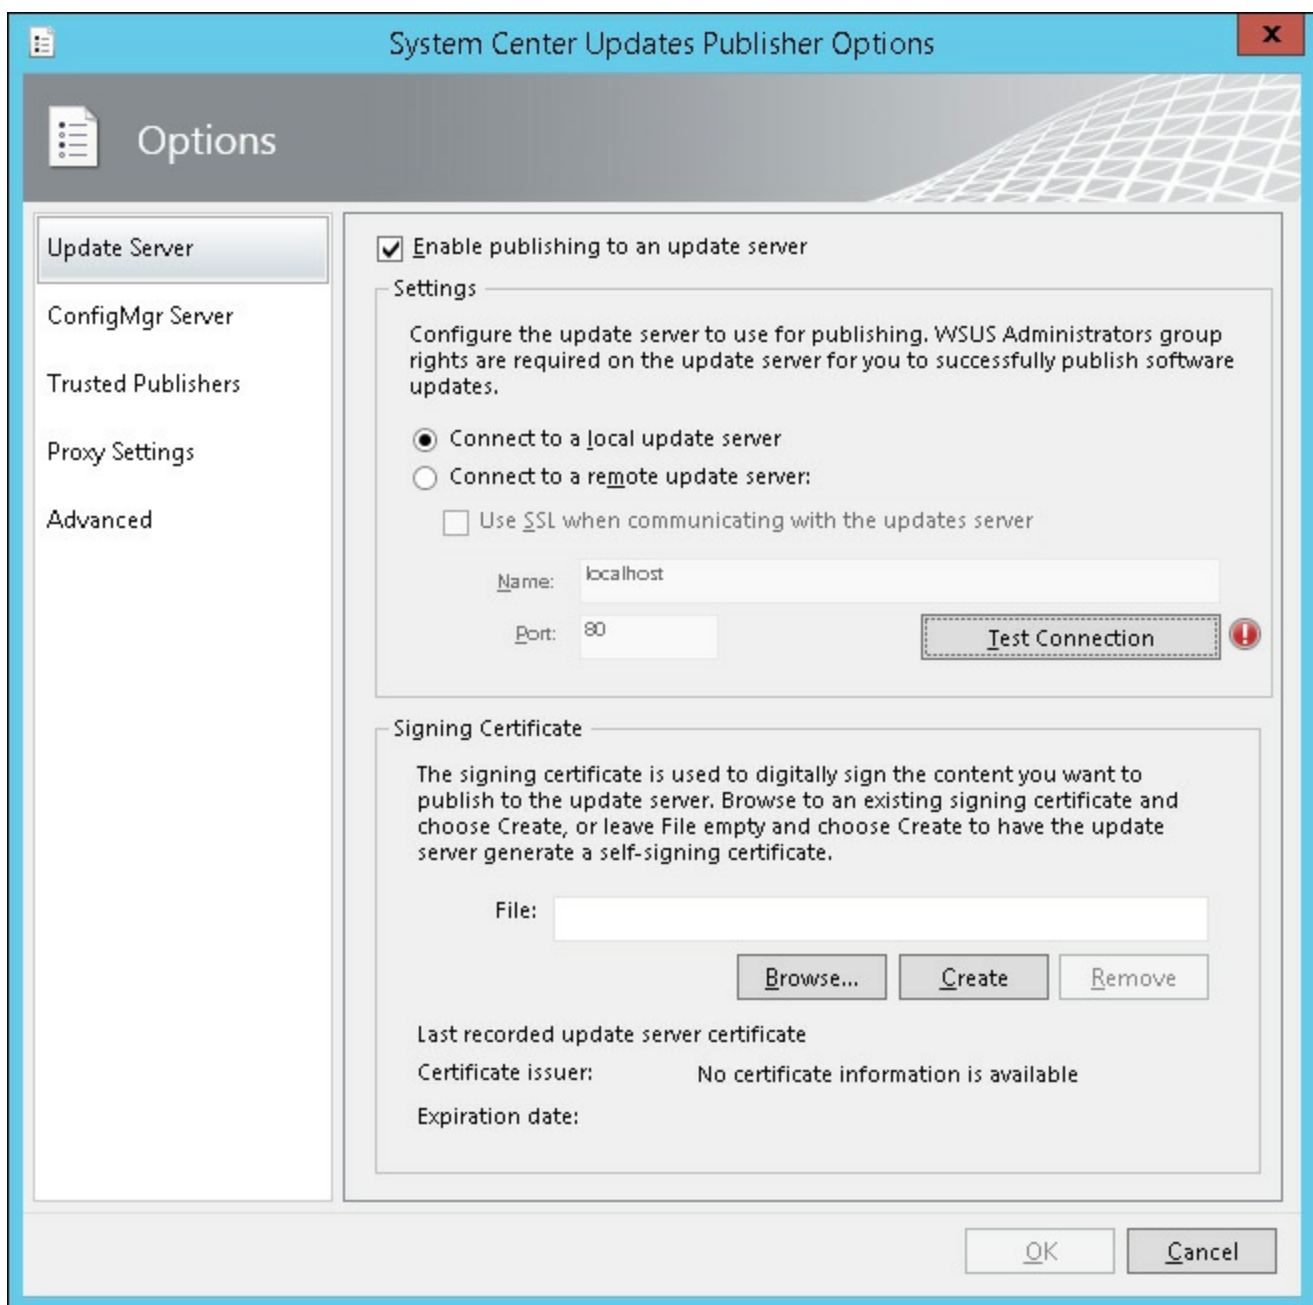 System Center Updates Publisher Options
x
Options
Update Server
ConfigMgr Server
Trusted Publishers
Proxy Settings
Advanced
Enable publishing to an update server
Settings
Configure the update server to use for publishing. WSUS Administrators group
rights are required on the update server for you to successfully publish software
updates.
Connect to a local update server
Connect to a remote update server:
Use SSL when communicating with the updates server
Name: localhost
Port: 80
Test Connection
Signing Certificate
The signing certificate is used to digitally sign the content you want to
publish to the update server. Browse to an existing signing certificate and
choose Create, or leave File empty and choose Create to have the update
server generate a self-signing certificate.
File:
Browse... Create Remove
Last recorded update server certificate
Certificate issuer: No certificate information is available
Expiration date:
OK Cancel